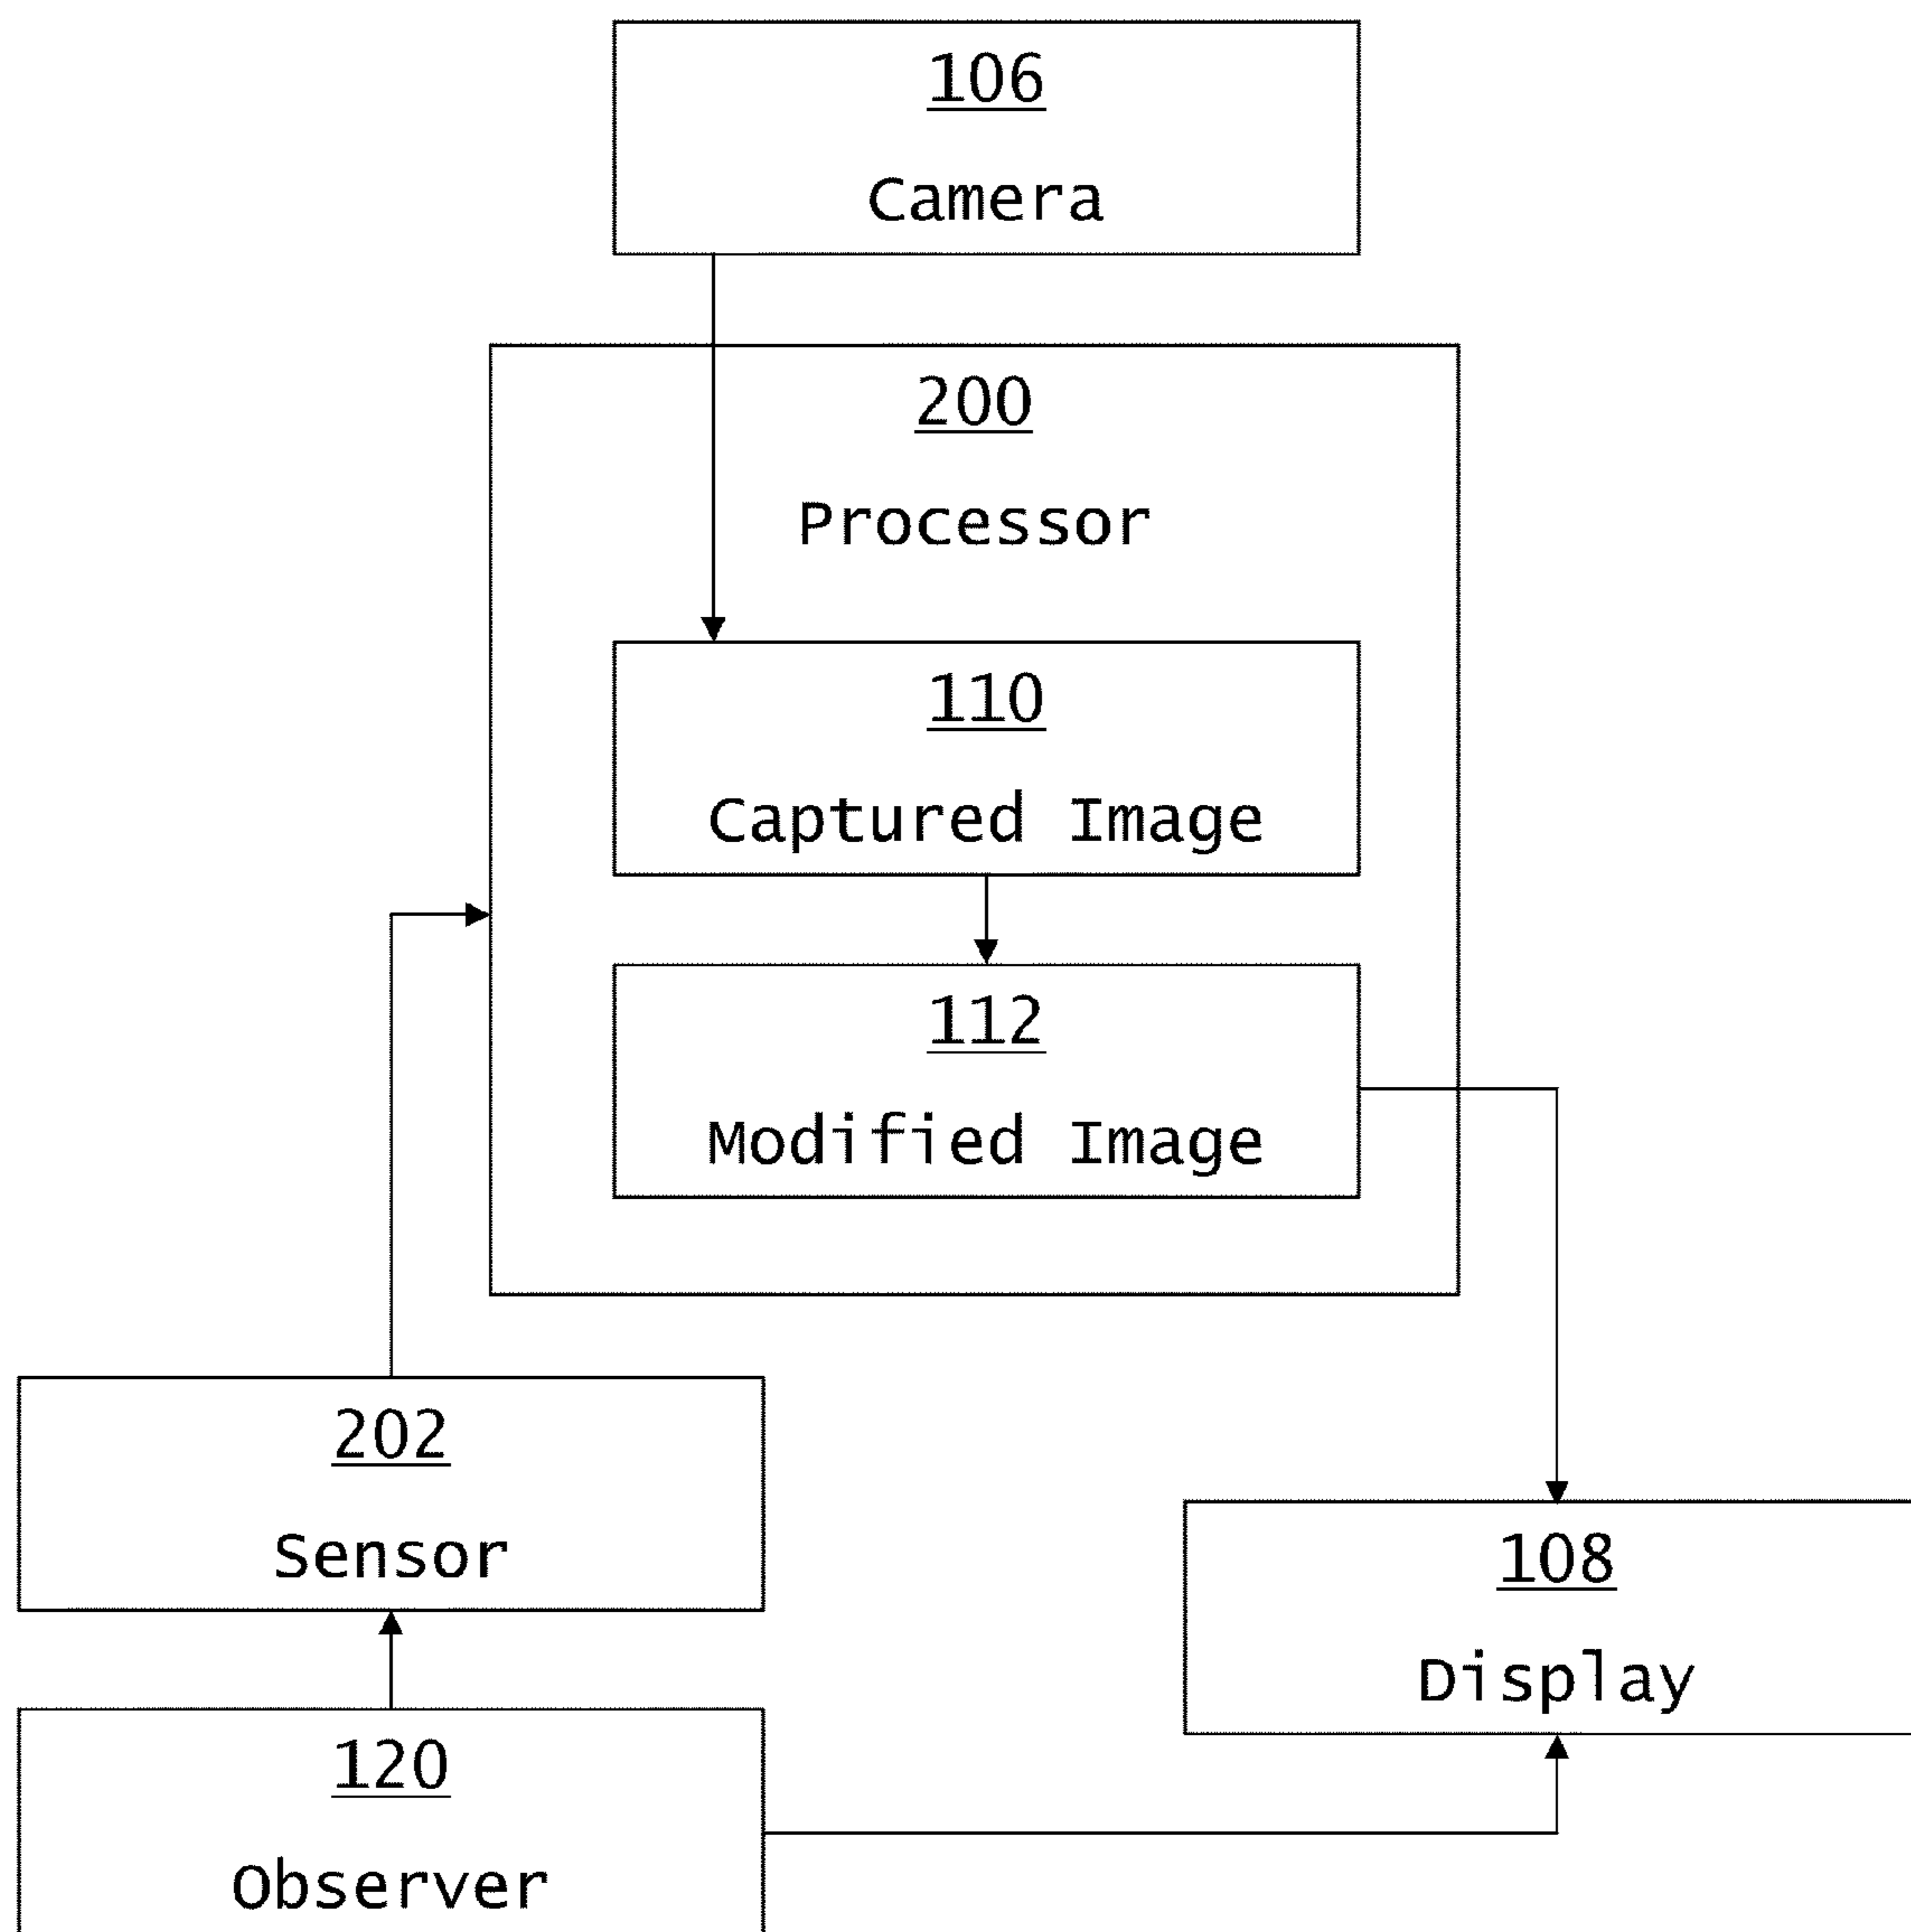 106
Camera
200
Processor
110
Captured Image
112
Modified Image
202
Sensor
108
Display
120
Observer